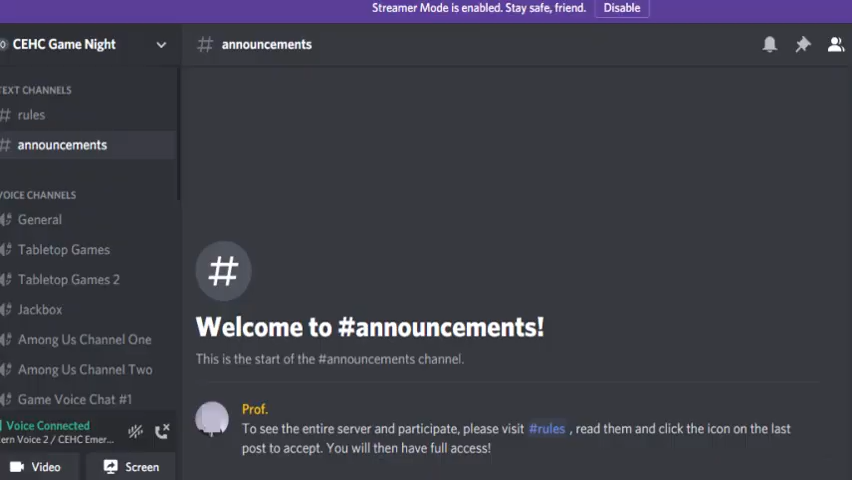 Streamer Mode is enabled. Stay safe, friend. Disable
CEHC Game Night
# announcements
TEXT CHANNELS
# rules
# announcements
VOICE CHANNELS
General
Tabletop Games
Tabletop Games 2
Jackbox
Among Us Channel One
Among Us Channel Two
Game Voice Chat #1
Voice Connected
ern Voice 2 / CEHC Emer...
Video Screen
#
Welcome to #announcements!
This is the start of the #announcements channel.
Prof.
To see the entire server and participate, please visit #rules , read them and click the icon on the last
post to accept. You will then have full access!